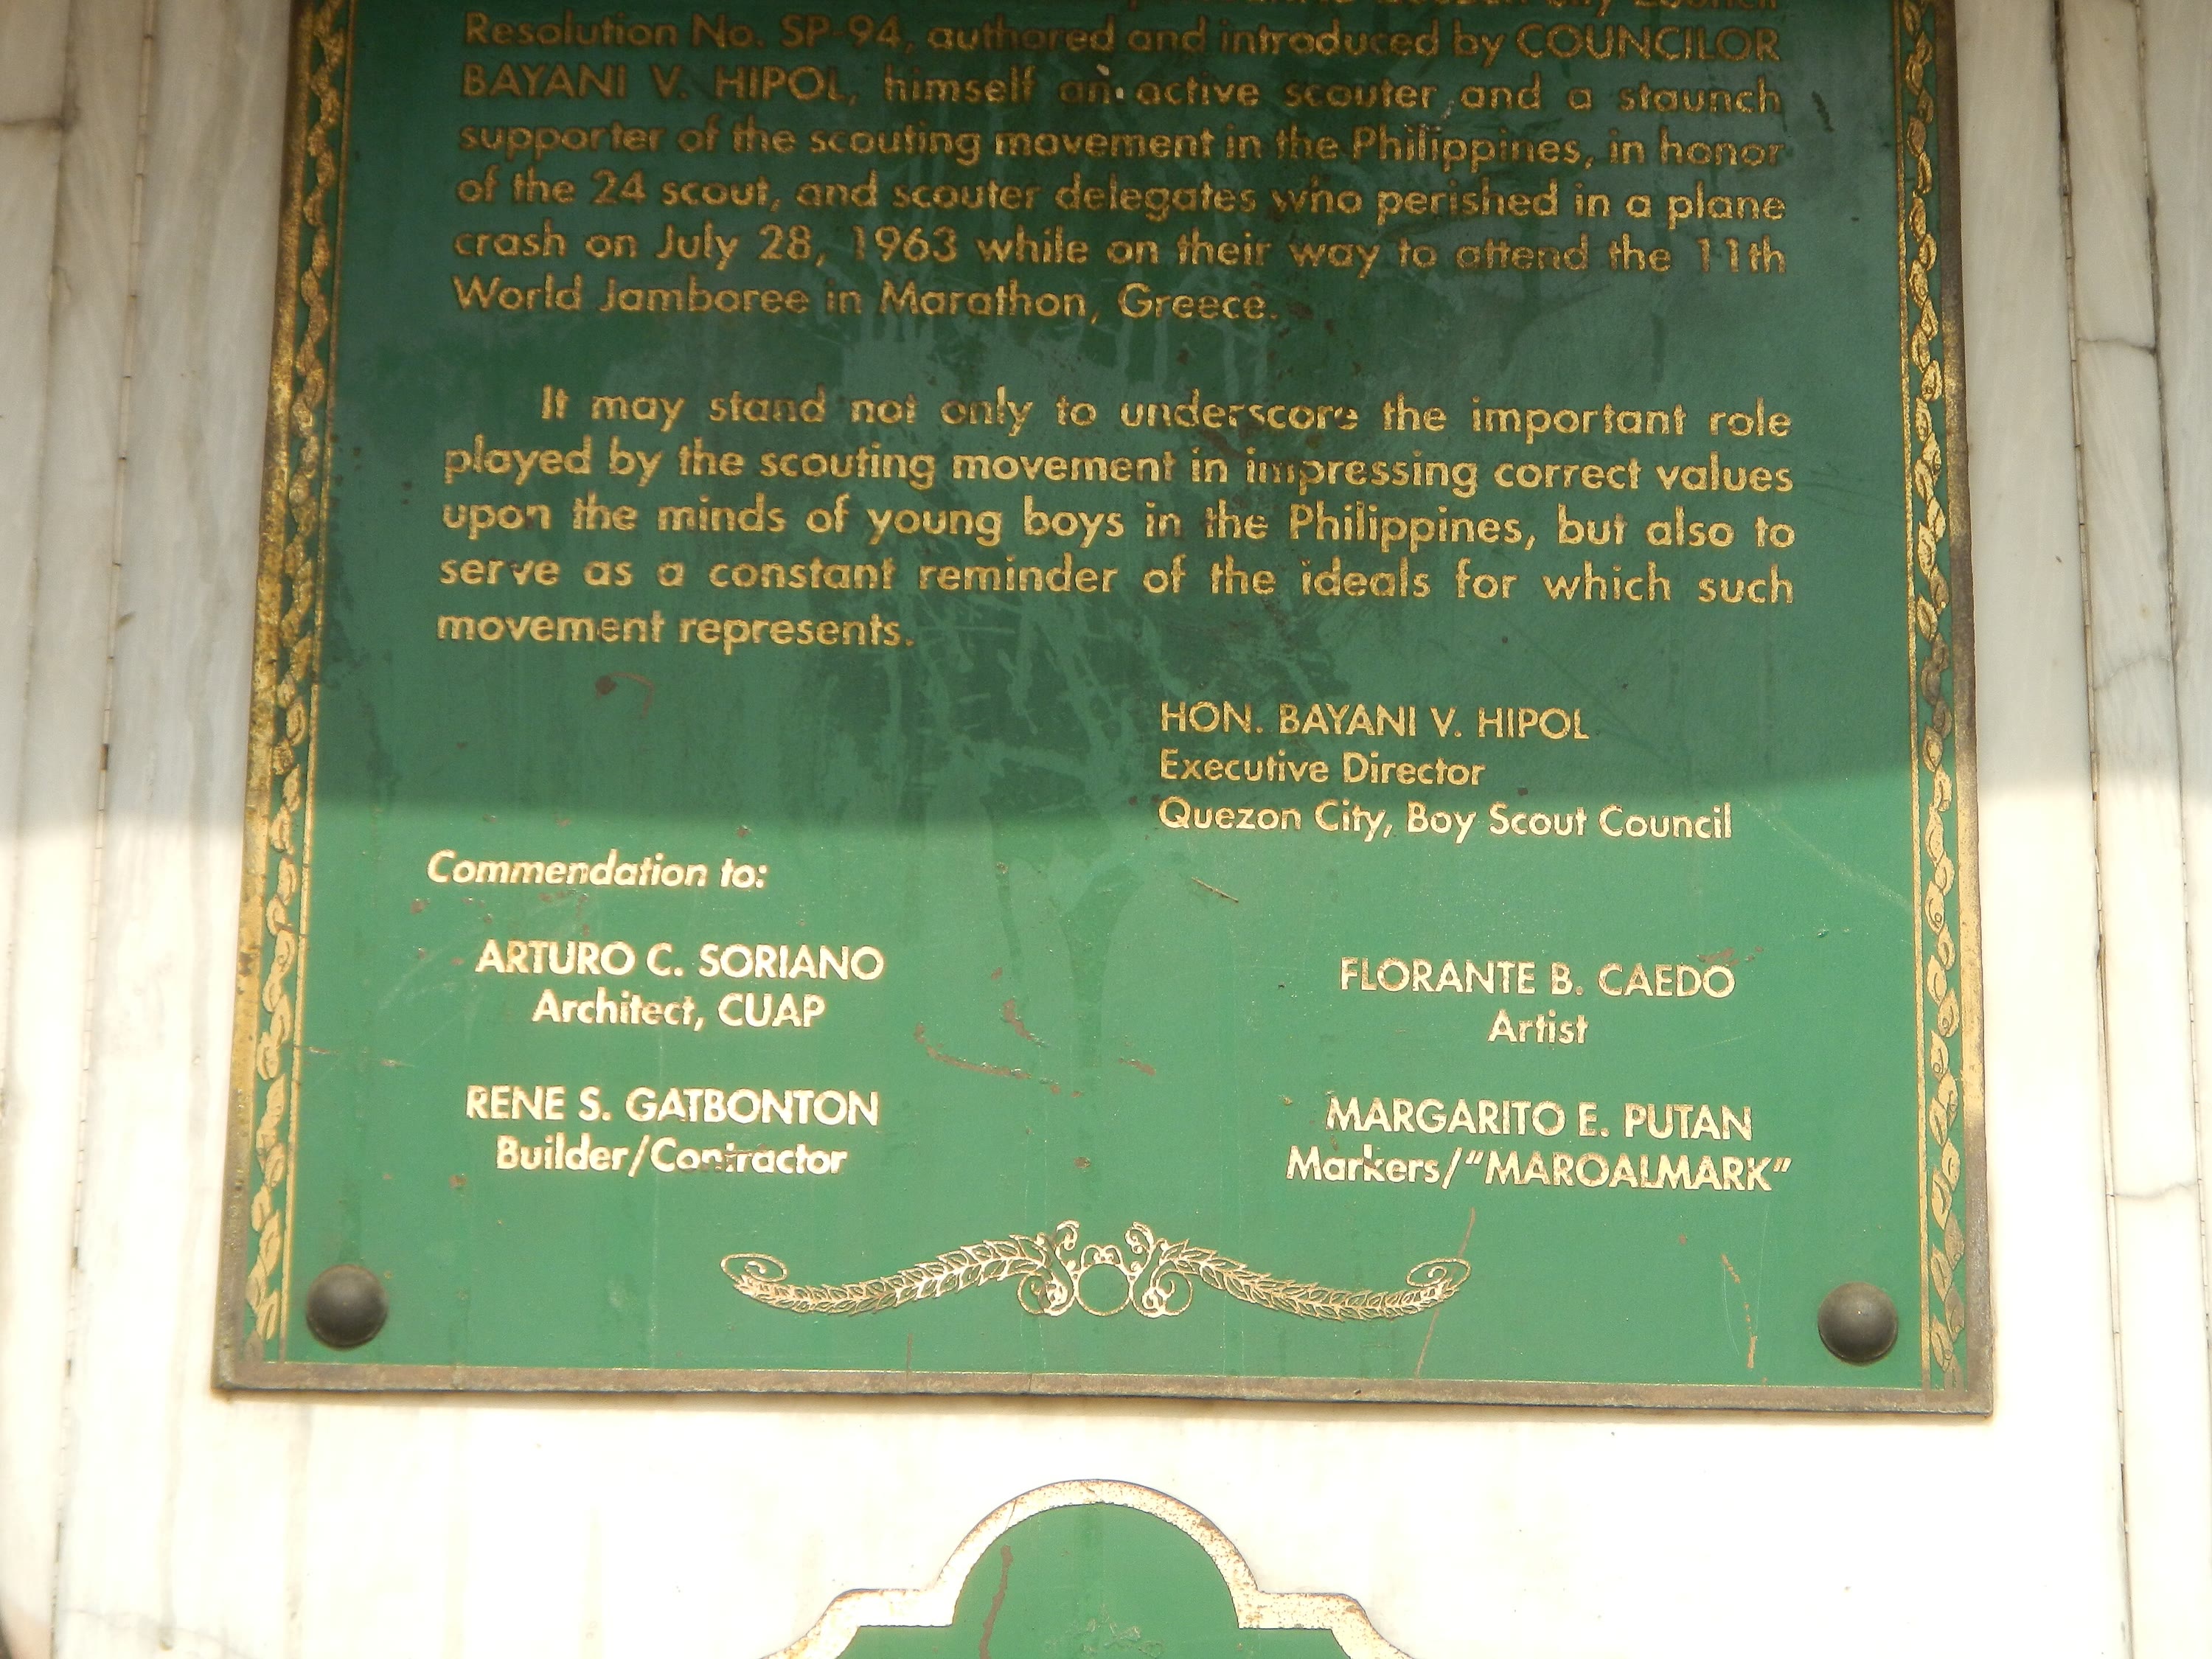 Resolution No. SP-94, authored and introduced by COUNCILOR
BAYANI V. HIPOL, himself an active scouter and a staunch
supporter of the scouting movement in the Philippines, in honor
of the 24 scout, and scouter delegates who perished in a plane
crash on July 28, 1963 while on their way to attend the 11th
World Jamboree in Marathon, Greece.
It may stand not only to underscore the important role
played by the scouting movement in impressing correct values
upon the minds of young boys in the Philippines, but also to
serve as a constant reminder of the ideals for which such
movement represents.
HON. BAYANI V. HIPOL
Executive Director
Quezon City, Boy Scout Council
Commendation to:
ARTURO C. SORIANO
Architect, CUAP
FLORANTE B. CAEDO
Artist
RENE S. GATBONTON
Builder/Contractor
MARGARITO E. PUTAN
Markers/"MAROALMARK"